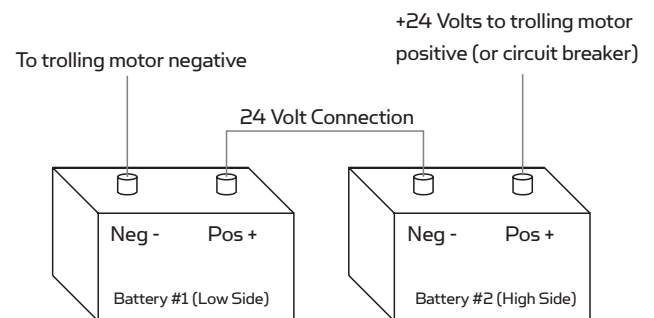 +24 Volts to trolling motor
positive (or circuit breaker)
To trolling motor negative
24 Volt Connection
Neg -
Pos +
Neg -
Pos +
Battery #1 (Low Side)
Battery #2 (High Side)